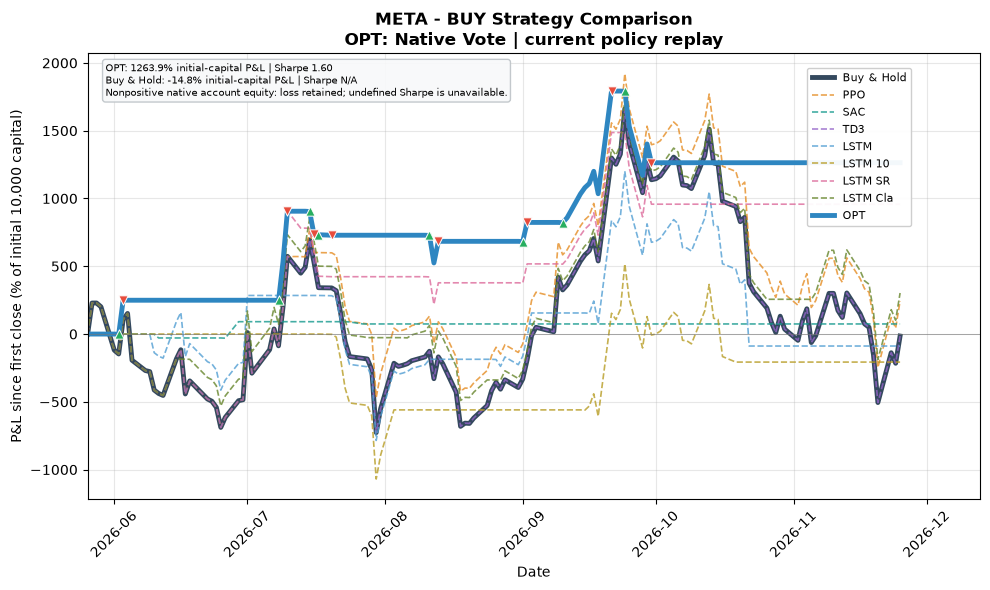 META - BUY Strategy Comparison
OPT: Native Vote | current policy replay
OPT: 1263.9% initial-capital P&L | Sharpe 1.60
Buy & Hold: -14.8% initial-capital P&L | Sharpe N/A
Nonpositive native account equity: loss retained; undefined Sharpe is unavailable.
Buy & Hold
PPO
SAC
TD3
LSTM
LSTM 10
LSTM SR
LSTM Cla
OPT
P&L since first close (% of initial 10,000 capital)
2000
1500
1000
500
0
−500
−1000
2026-06
2026-07
2026-08
2026-09
2026-10
2026-11
2026-12
Date